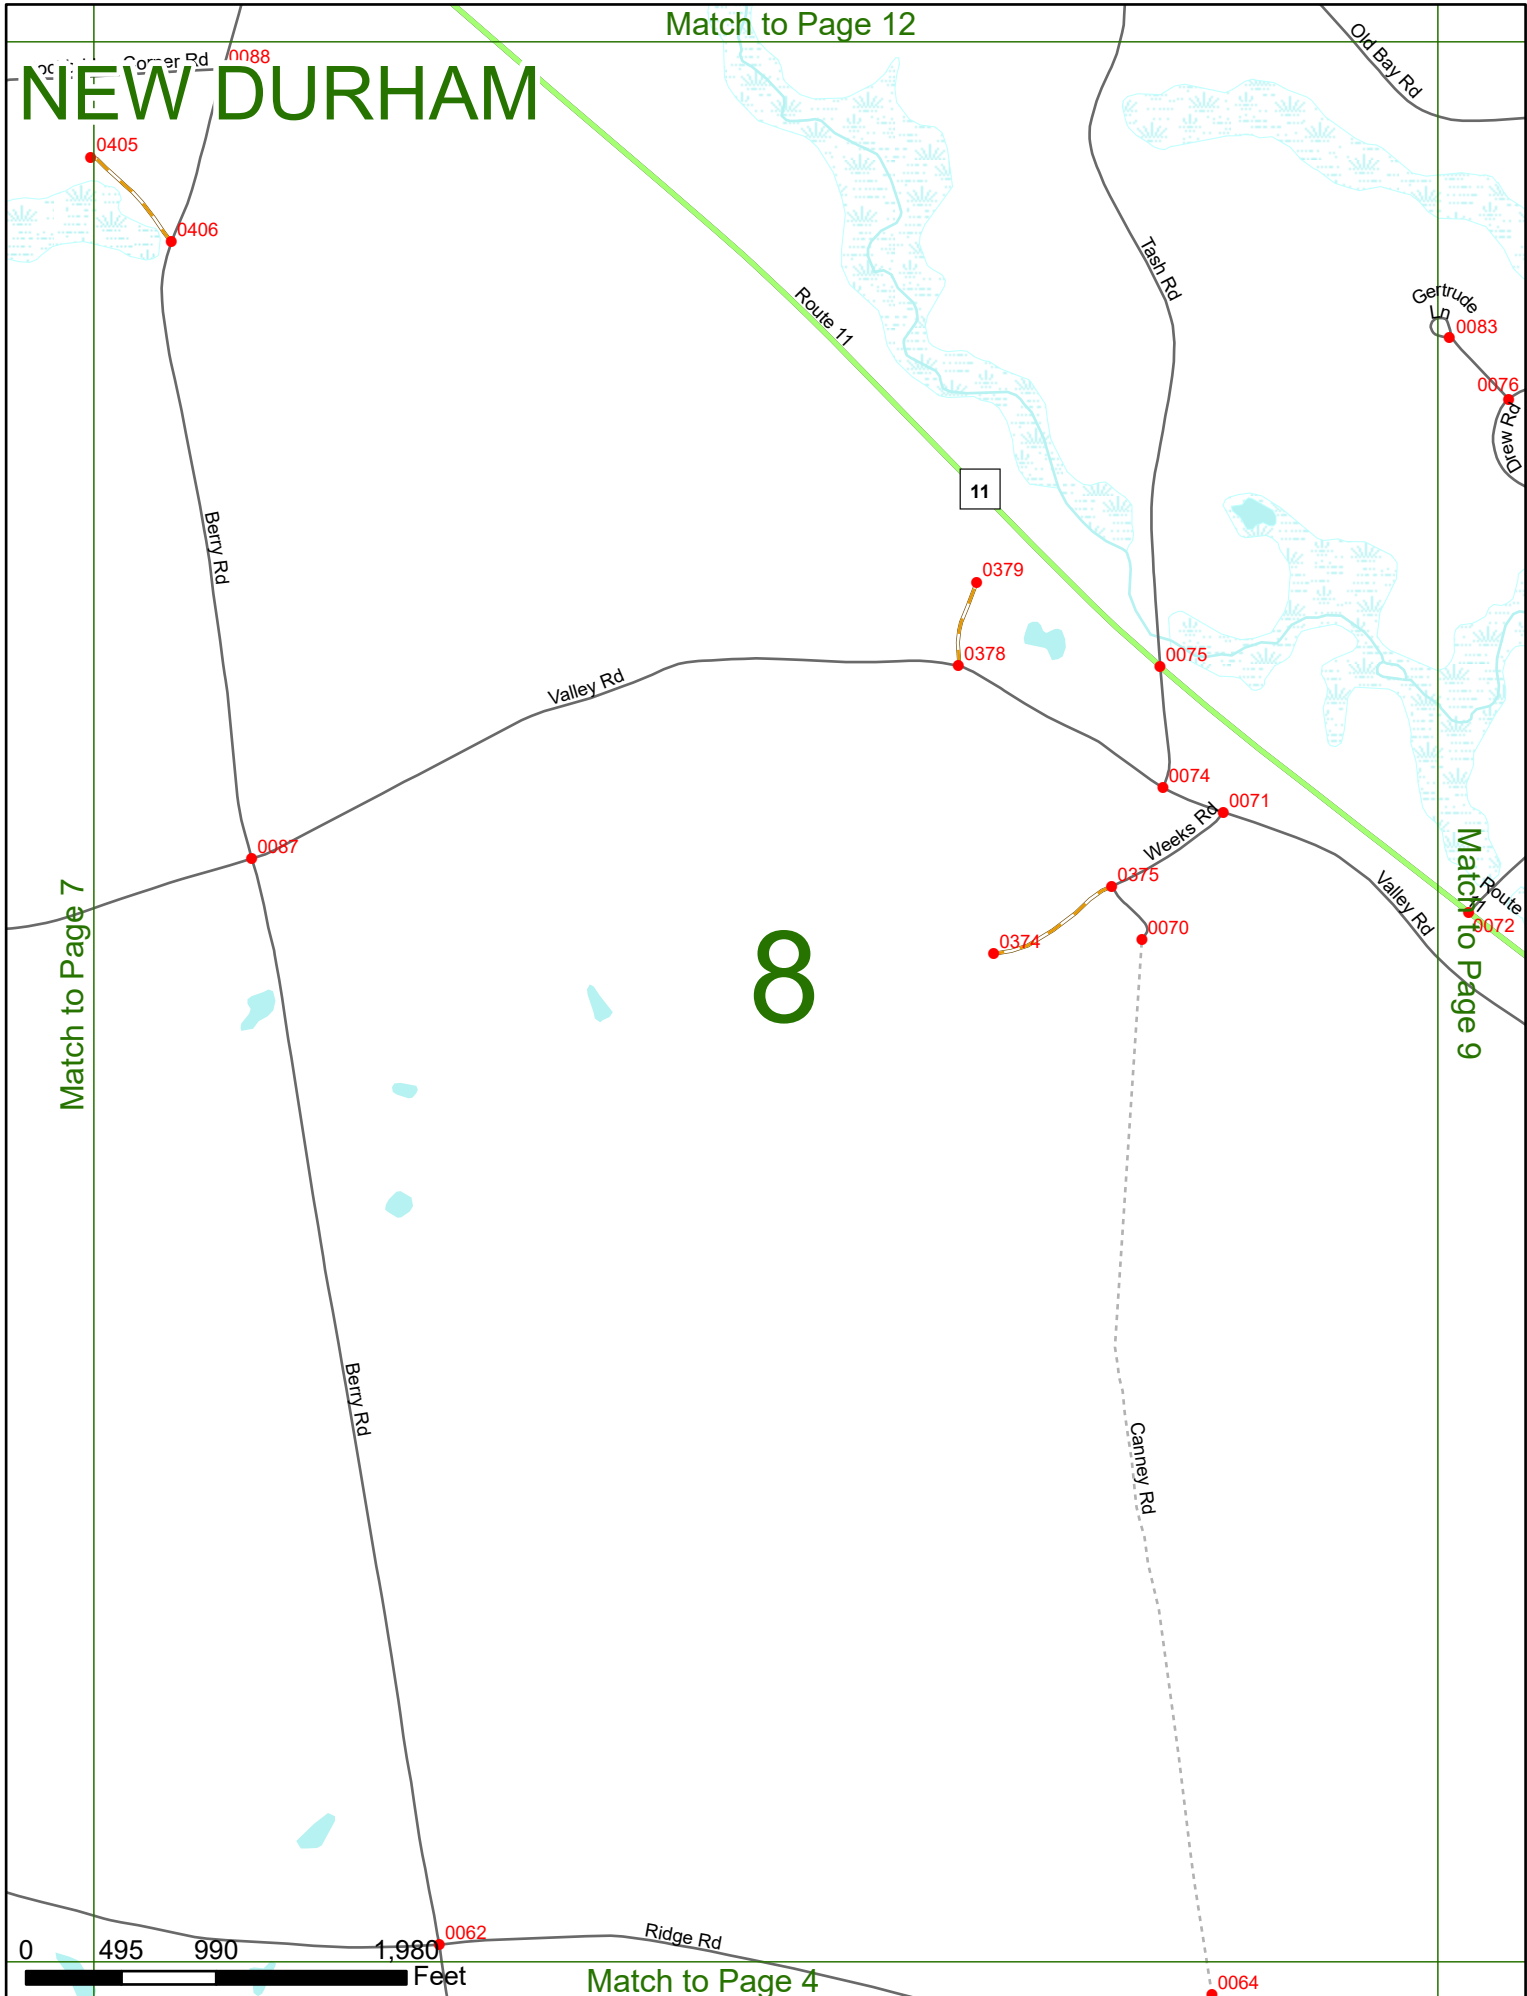 Match to Page 12
Old Bay Rd
Corner Rd
0088
NEW DURHAM
0405
0406
Tash Rd
Route 11
Gertrude
Ln
0083
0076
Drew Rd
11
Berry Rd
0379
0378
0075
Valley Rd
0074
0071
Weeks Rd
0087
0375
Valley Rd
Route
11
0072
Match to Page 7
8
0374
0070
Match to Page 9
Berry Rd
Canney Rd
0062
Ridge Rd
0 495 990 1,980
Feet
Match to Page 4
0064